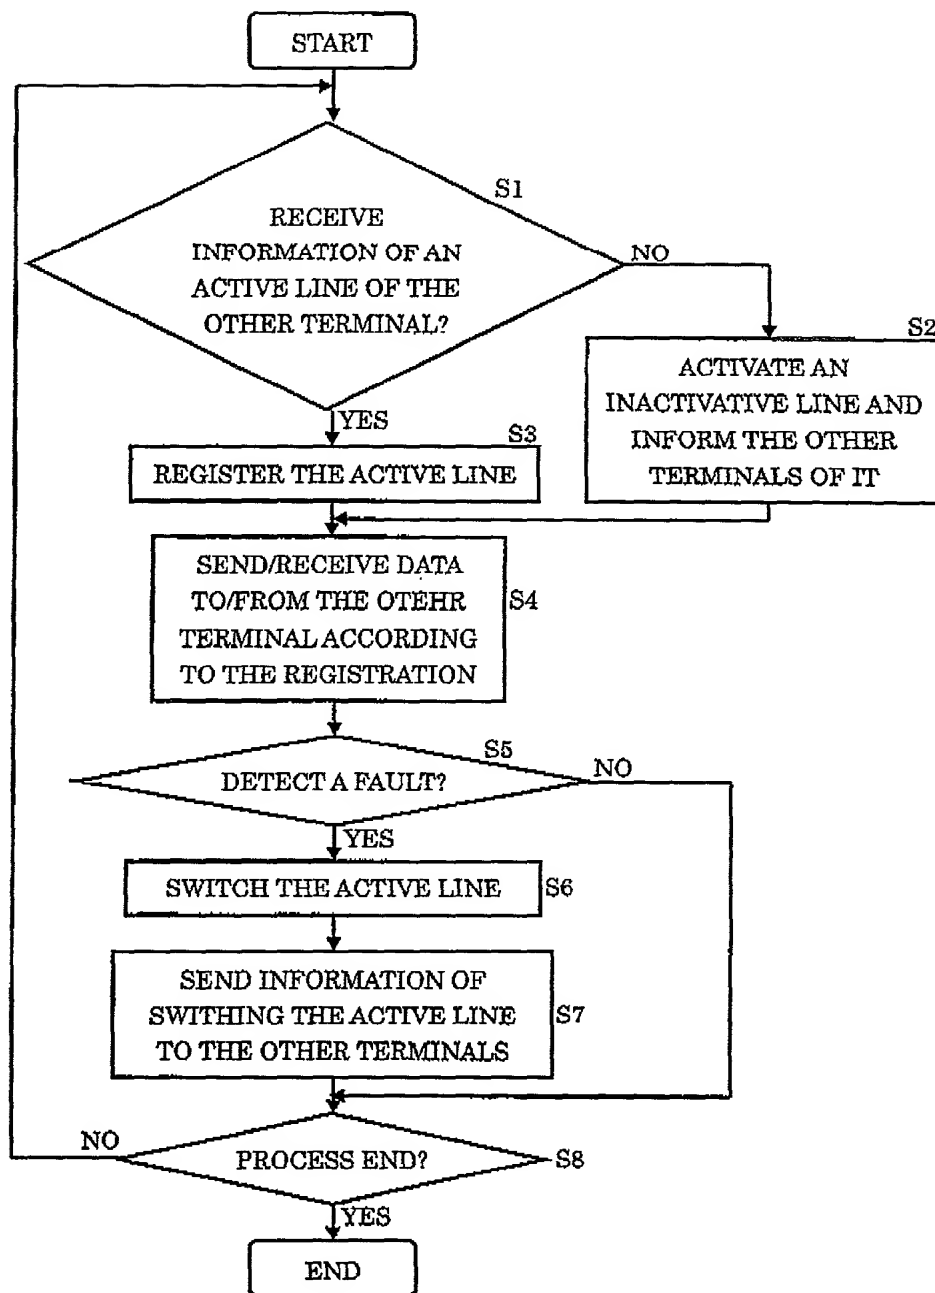 START
S1
RECEIVE
INFORMATION OF AN
ACTIVE LINE OF THE
OTHER TERMINAL?
NO
S2
ACTIVATE AN
INACTIVATIVE LINE AND
INFORM THE OTHER
TERMINALS OF IT
YES
S3
REGISTER THE ACTIVE LINE
SEND/RECEIVE DATA
TO/FROM THE OTEHR
TERMINAL ACCORDING
TO THE REGISTRATION
S4
S5
DETECT A FAULT?
NO
YES
SWITCH THE ACTIVE LINE
S6
SEND INFORMATION OF
SWITHING THE ACTIVE LINE
TO THE OTHER TERMINALS
S7
NO
PROCESS END?
S8
YES
END